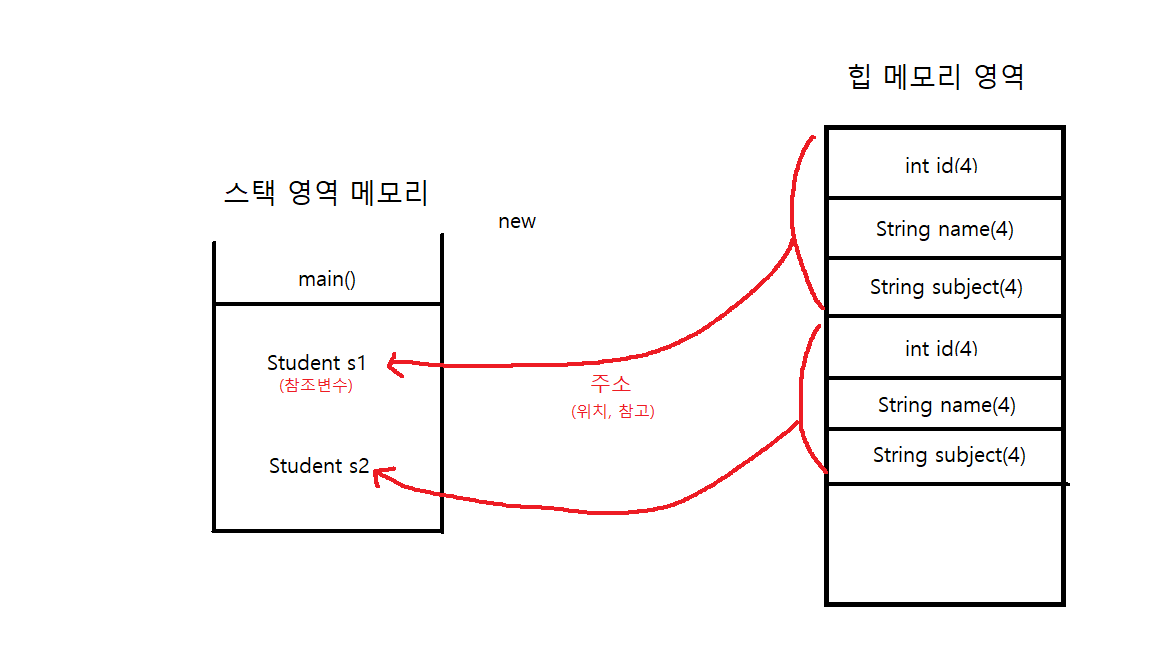 힙 메모리 영역
int id(4)
String name(4)
String subject(4)
int id(4)
String name(4)
String subject(4)
스택 영역 메모리
new
main()
Student s1
(참조변수)
Student s2
주소
(위치, 참고)